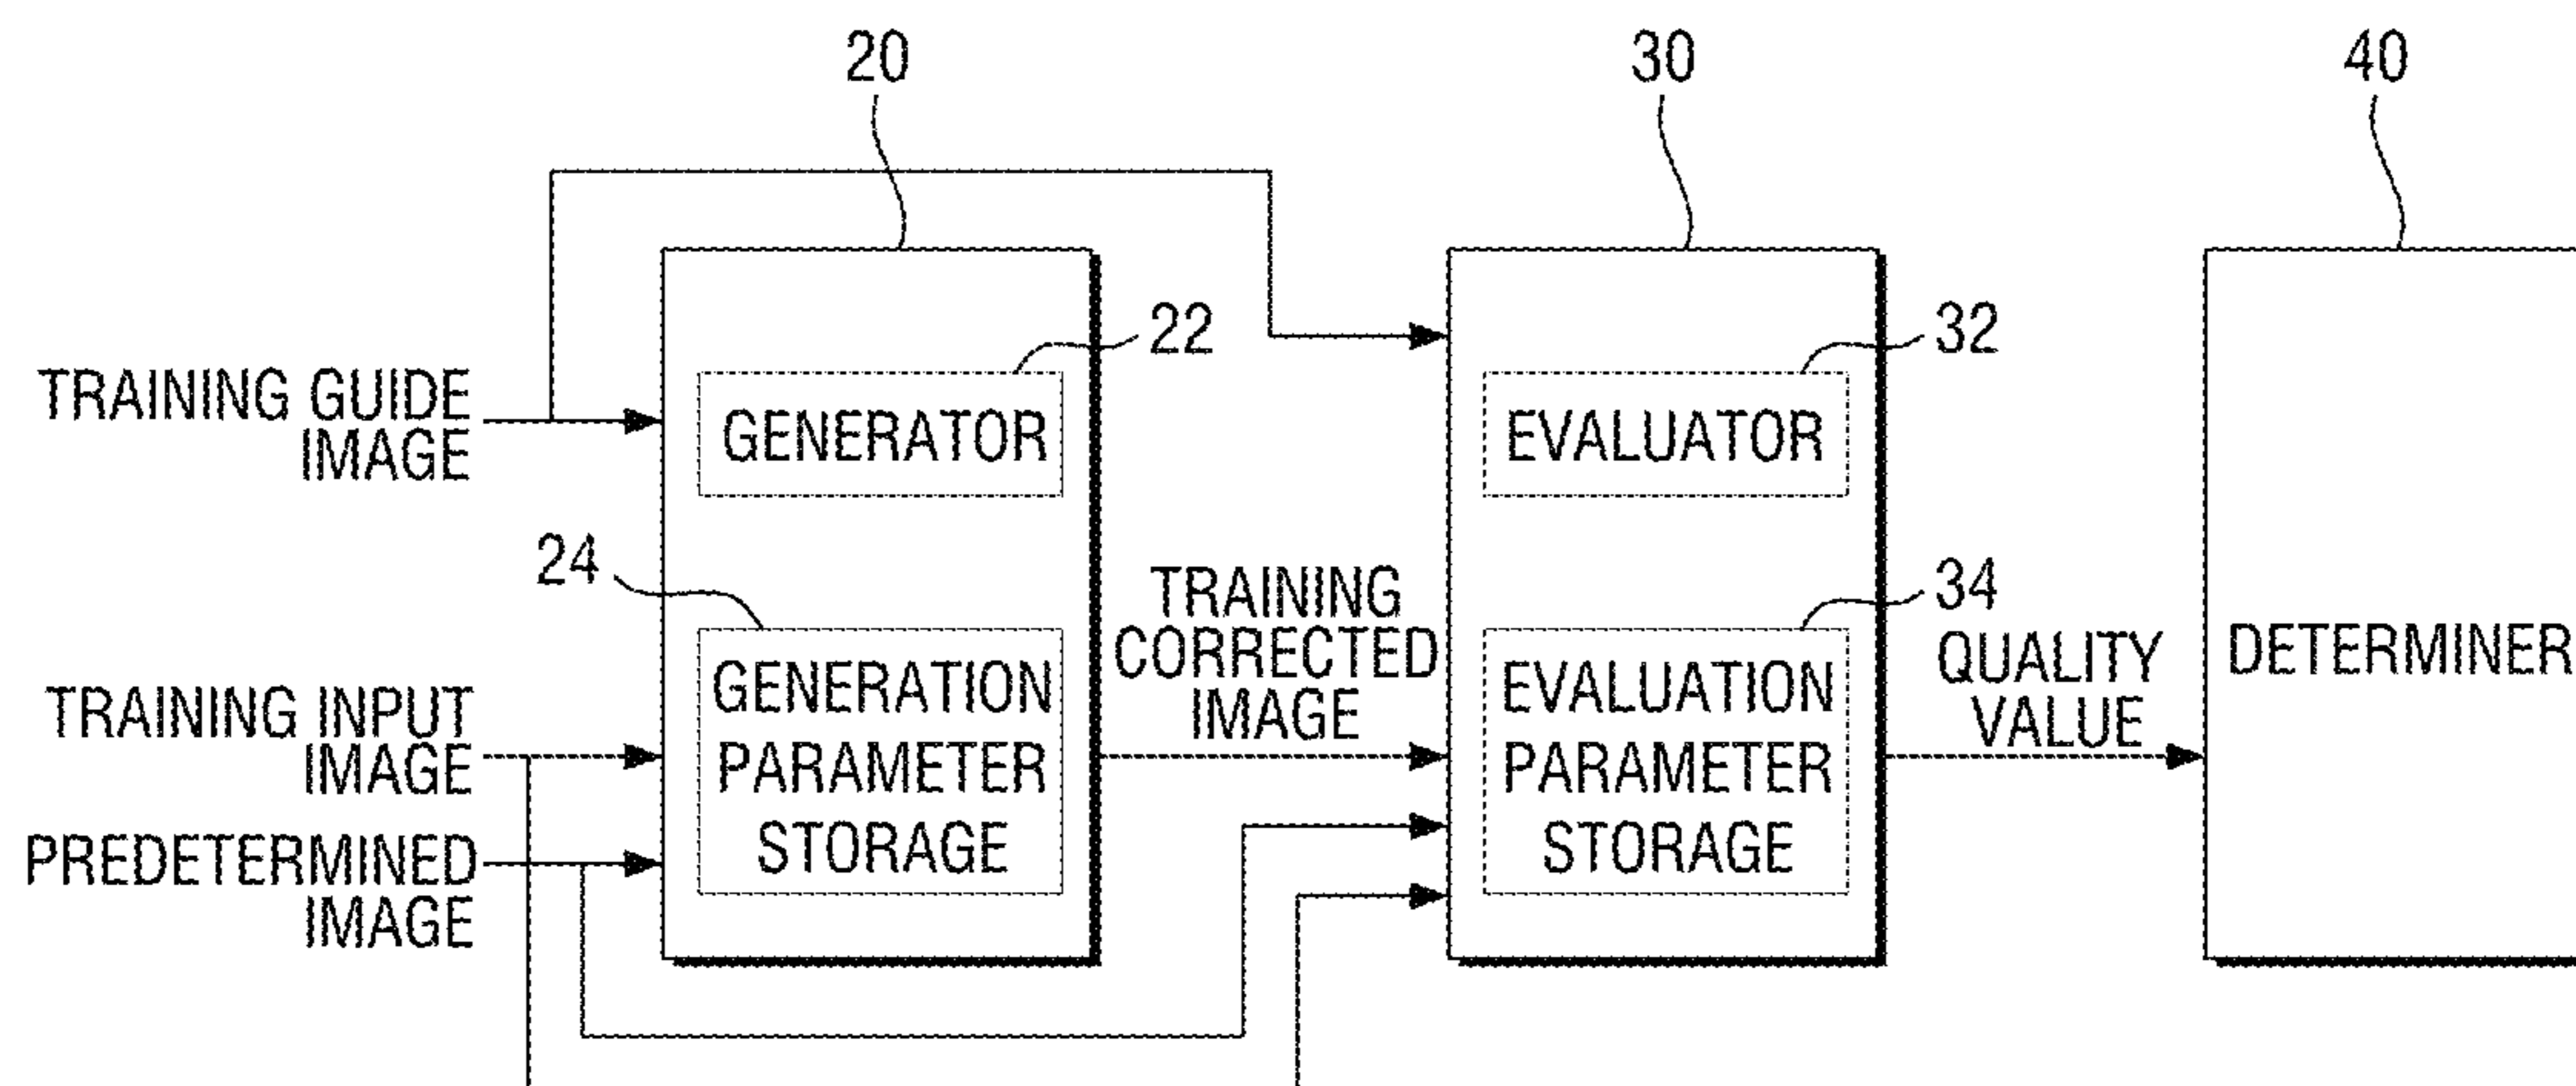 20
30
40
22
32
TRAINING GUIDE
IMAGE
GENERATOR
EVALUATOR
24
34
TRAINING
CORRECTED
IMAGE
TRAINING INPUT
IMAGE
GENERATION
PARAMETER
STORAGE
EVALUATION
PARAMETER
STORAGE
QUALITY
VALUE
DETERMINER
PREDETERMINED
IMAGE